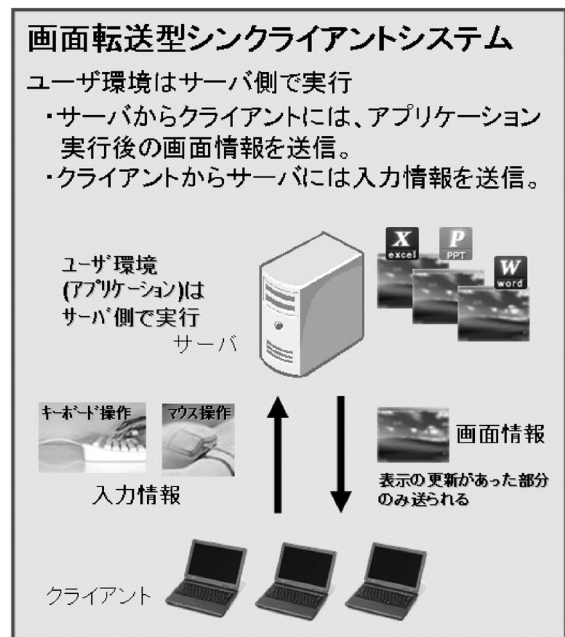 画面転送型シンクライアントシステム
ユーザ環境はサーバ側で実行
・サーバからクライアントには、アプリケーション
実行後の画面情報を送信。
・クライアントからサーバには入力情報を送信。
X
excel
P
PPT
W
word
ユーザ環境
(アプリケーション)は
サーバ側で実行
サーバ
キーボード操作
マウス操作
入力情報
画面情報
表示の更新があった部分
のみ送られる
クライアント